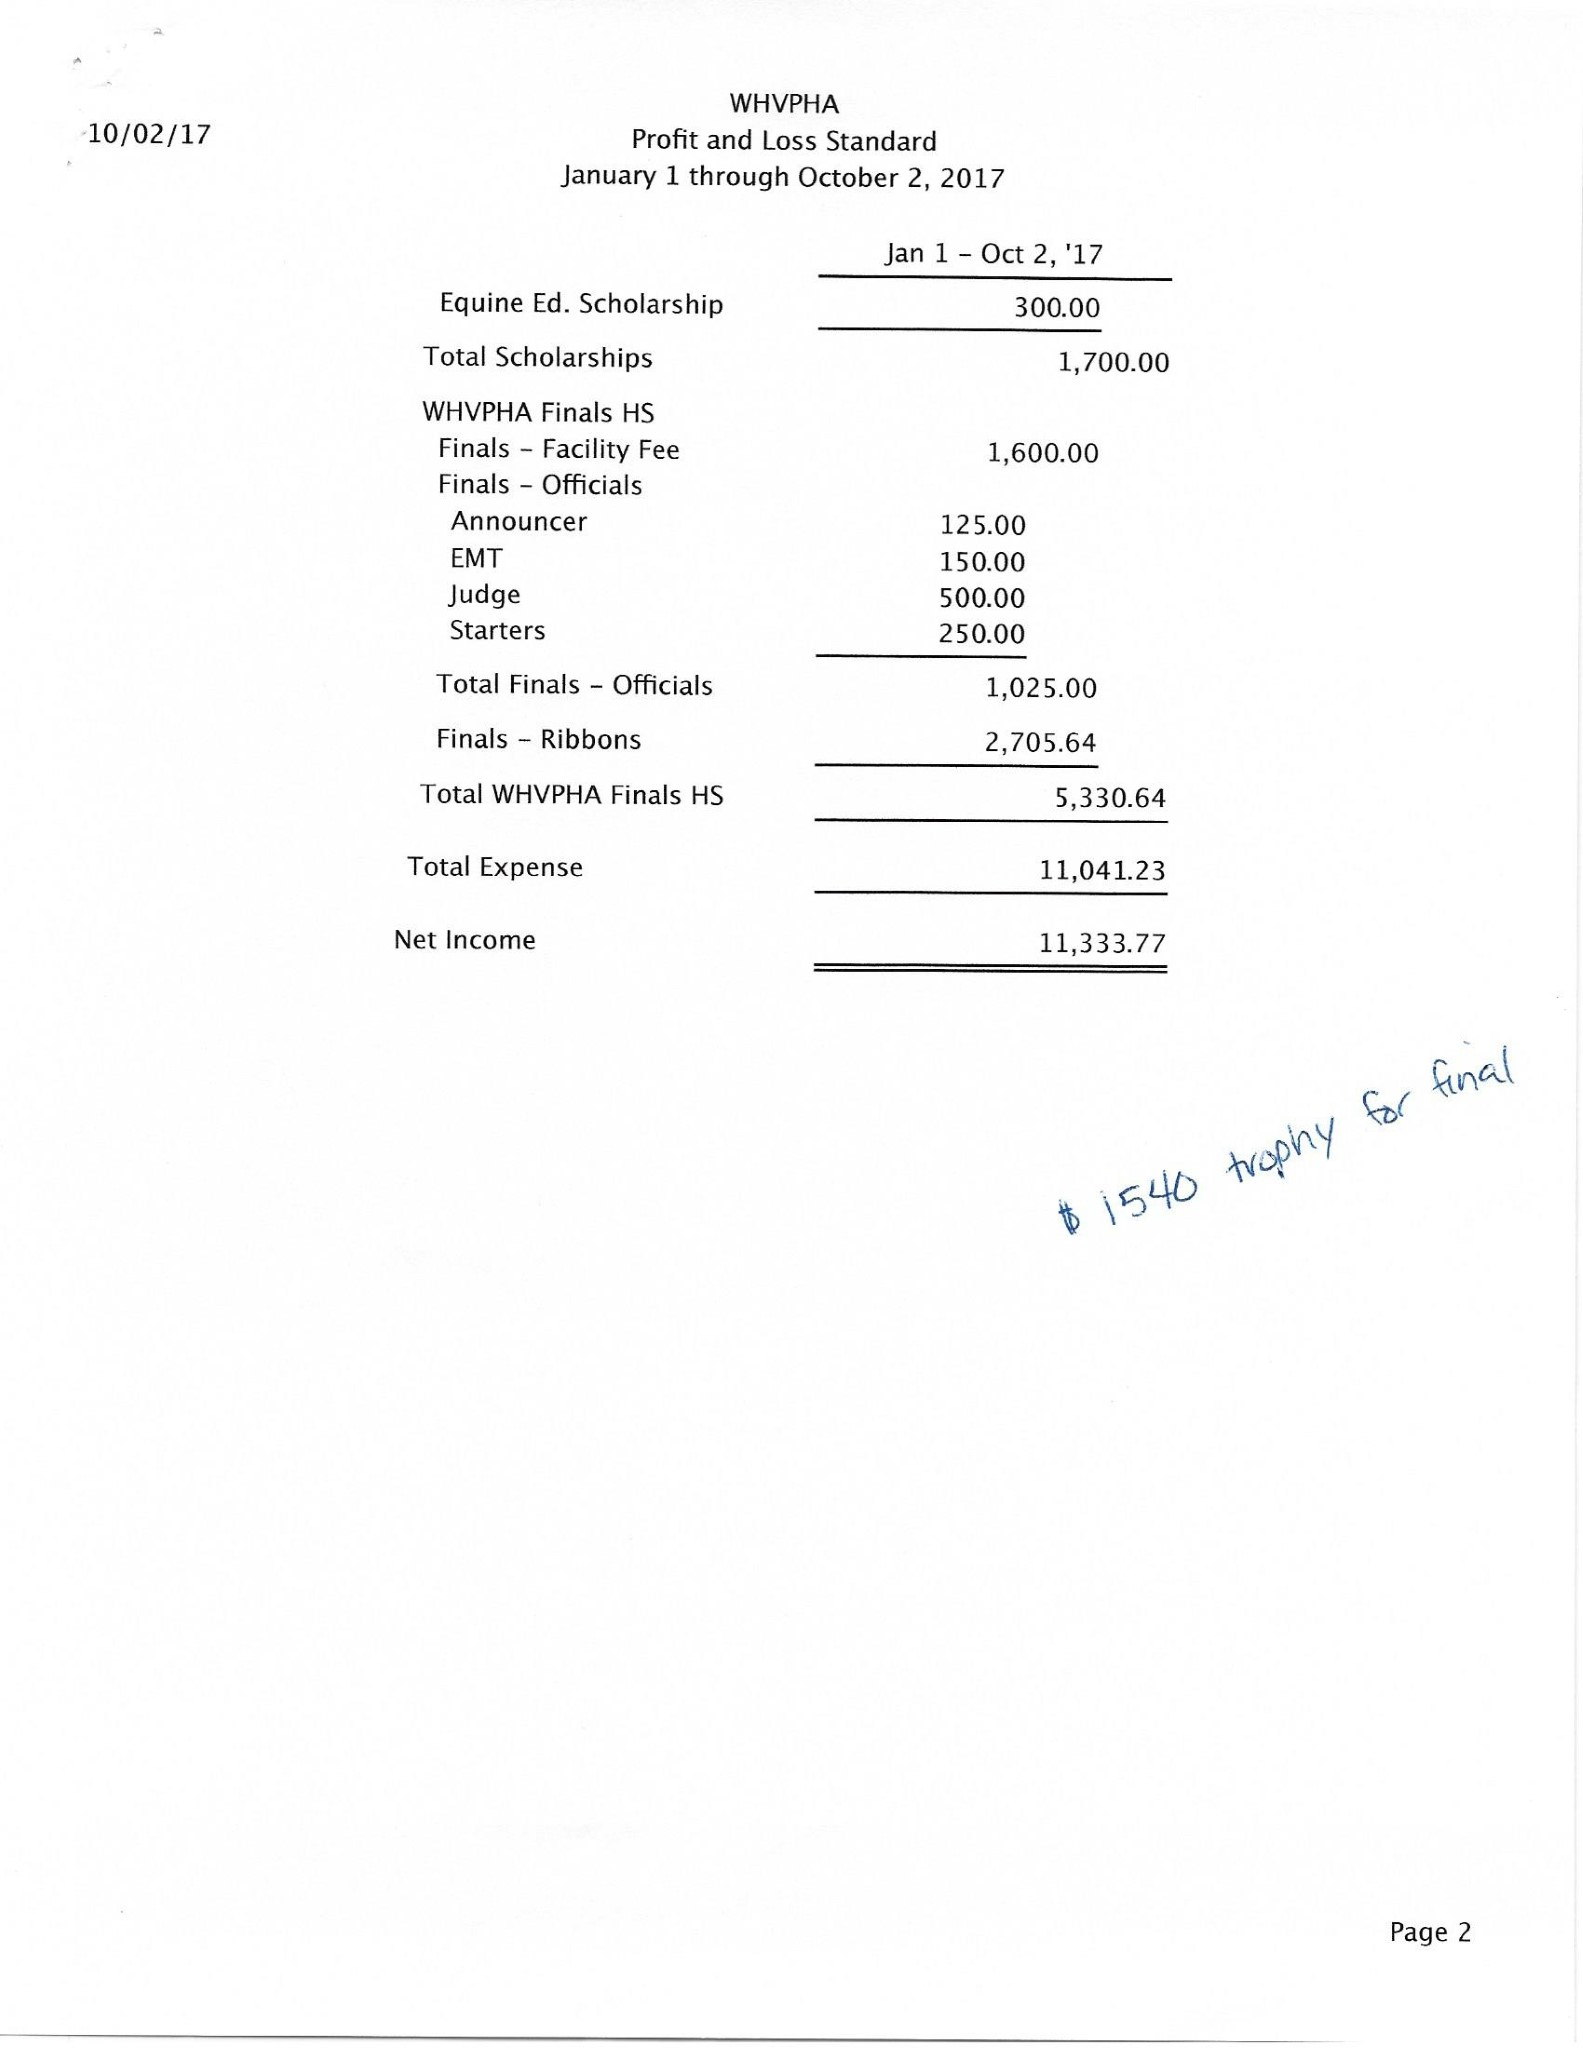 WHVPHA
10/02/17
Profit and Loss Standard
January 1 through October 2, 2017
Jan 1 – Oct 2, '17
Equine Ed. Scholarship 300.00
Total Scholarships 1,700.00
WHVPHA Finals HS
Finals – Facility Fee 1,600.00
Finals – Officials
Announcer 125.00
EMT 150.00
Judge 500.00
Starters 250.00
Total Finals – Officials 1,025.00
Finals – Ribbons 2,705.64
Total WHVPHA Finals HS 5,330.64
Total Expense 11,041.23
Net Income 11,333.77
$ 1540 trophy for final
Page 2